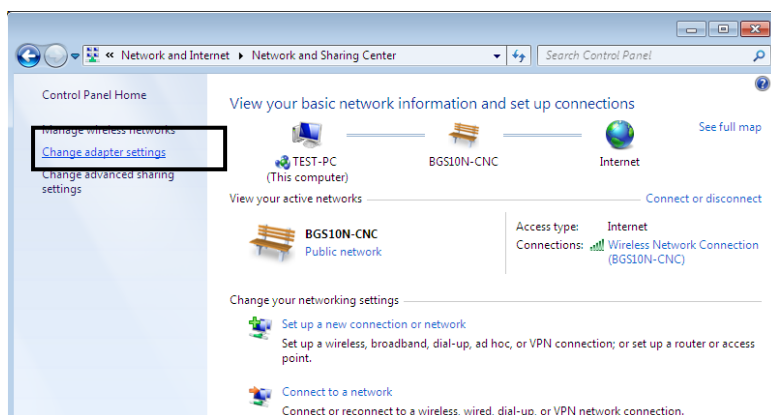 « Network and Internet ▸ Network and Sharing Center
Search Control Panel
Control Panel Home
Manage wireless networks
Change adapter settings
Change advanced sharing
settings
View your basic network information and set up connections
See full map
TEST-PC
(This computer)
BGS10N-CNC
Internet
View your active networks
Connect or disconnect
BGS10N-CNC
Public network
Access type: Internet
Connections: Wireless Network Connection
(BGS10N-CNC)
Change your networking settings
Set up a new connection or network
Set up a wireless, broadband, dial-up, ad hoc, or VPN connection; or set up a router or access
point.
Connect to a network
Connect or reconnect to a wireless, wired, dial-up, or VPN network connection.